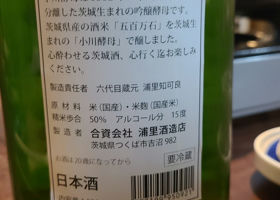 分離した茨城生まれの吟醸酵母です。
茨城県産の酒米「五百万石」を茨城生
まれの「小川酵母」で醸しました。
心酔わせる茨城酒、心行く迄お楽しみ
ください。
製造責任者 六代目蔵元 浦里知可良
原材料 米(国産)・米麹(国産米)
精米歩合 50% アルコール分 15度
製造者 合資会社 浦里酒造店
茨城県つくば市吉沼982
お酒は20歳になってから
要冷蔵
日本酒